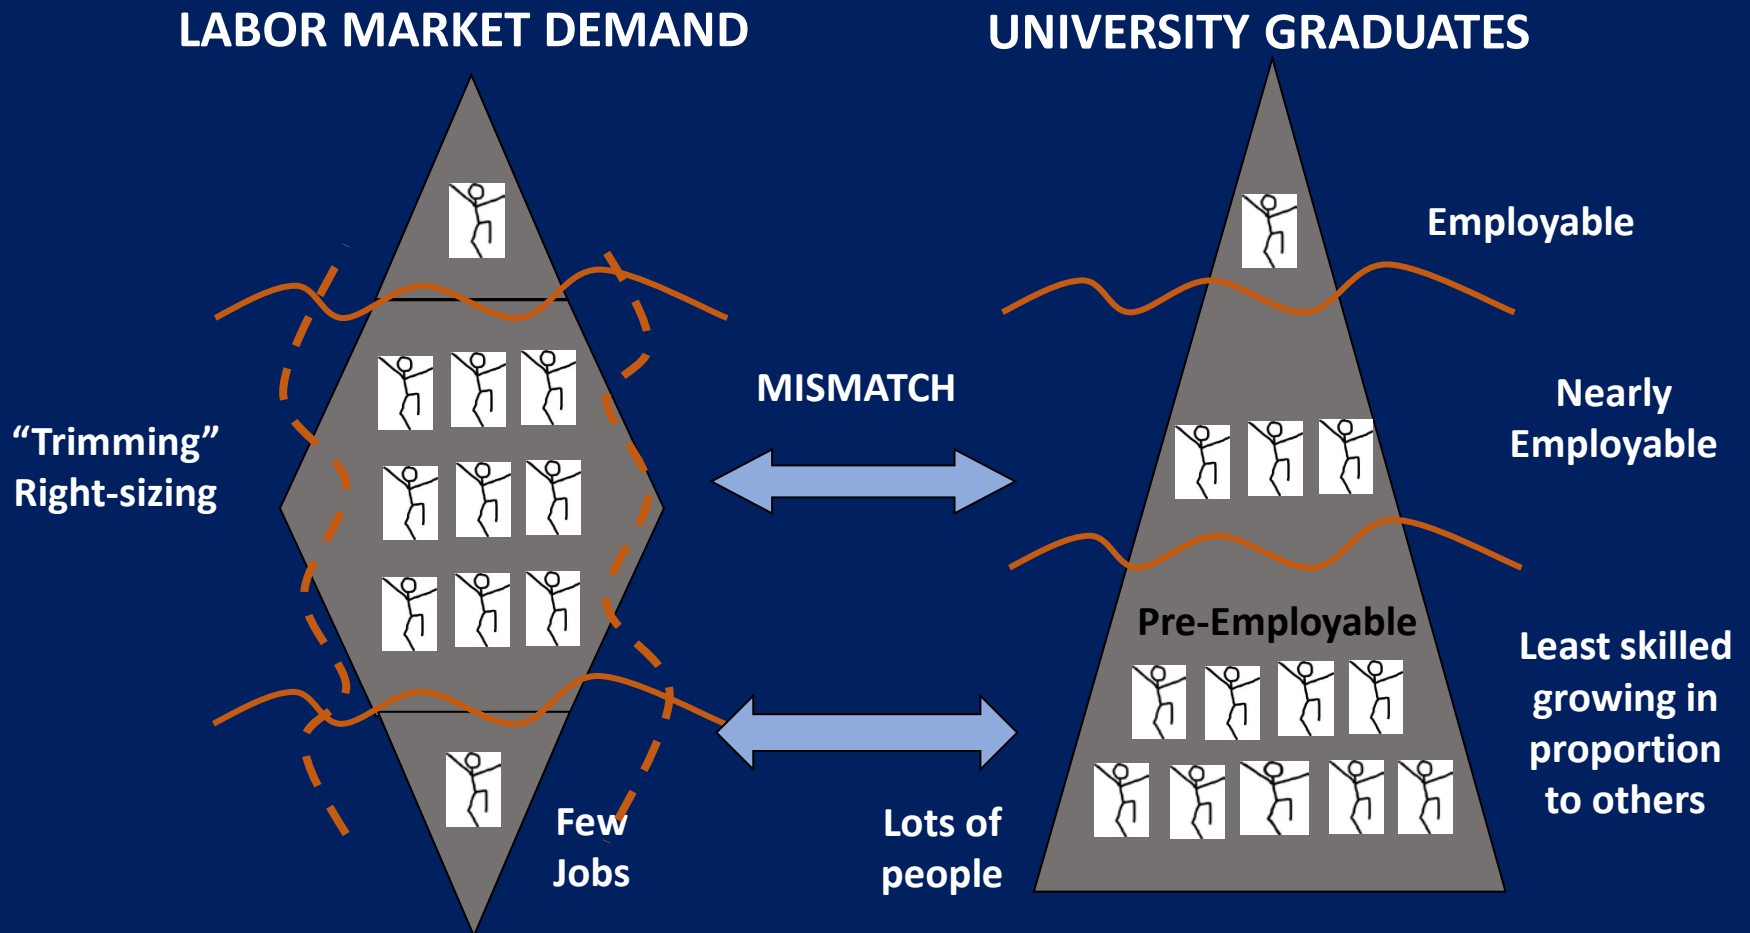 LABOR MARKET DEMAND
UNIVERSITY GRADUATES
Employable
MISMATCH
Nearly
Employable
“Trimming”
Right-sizing
Pre-Employable
Least skilled
growing in
proportion
to others
Few
Jobs
Lots of
people